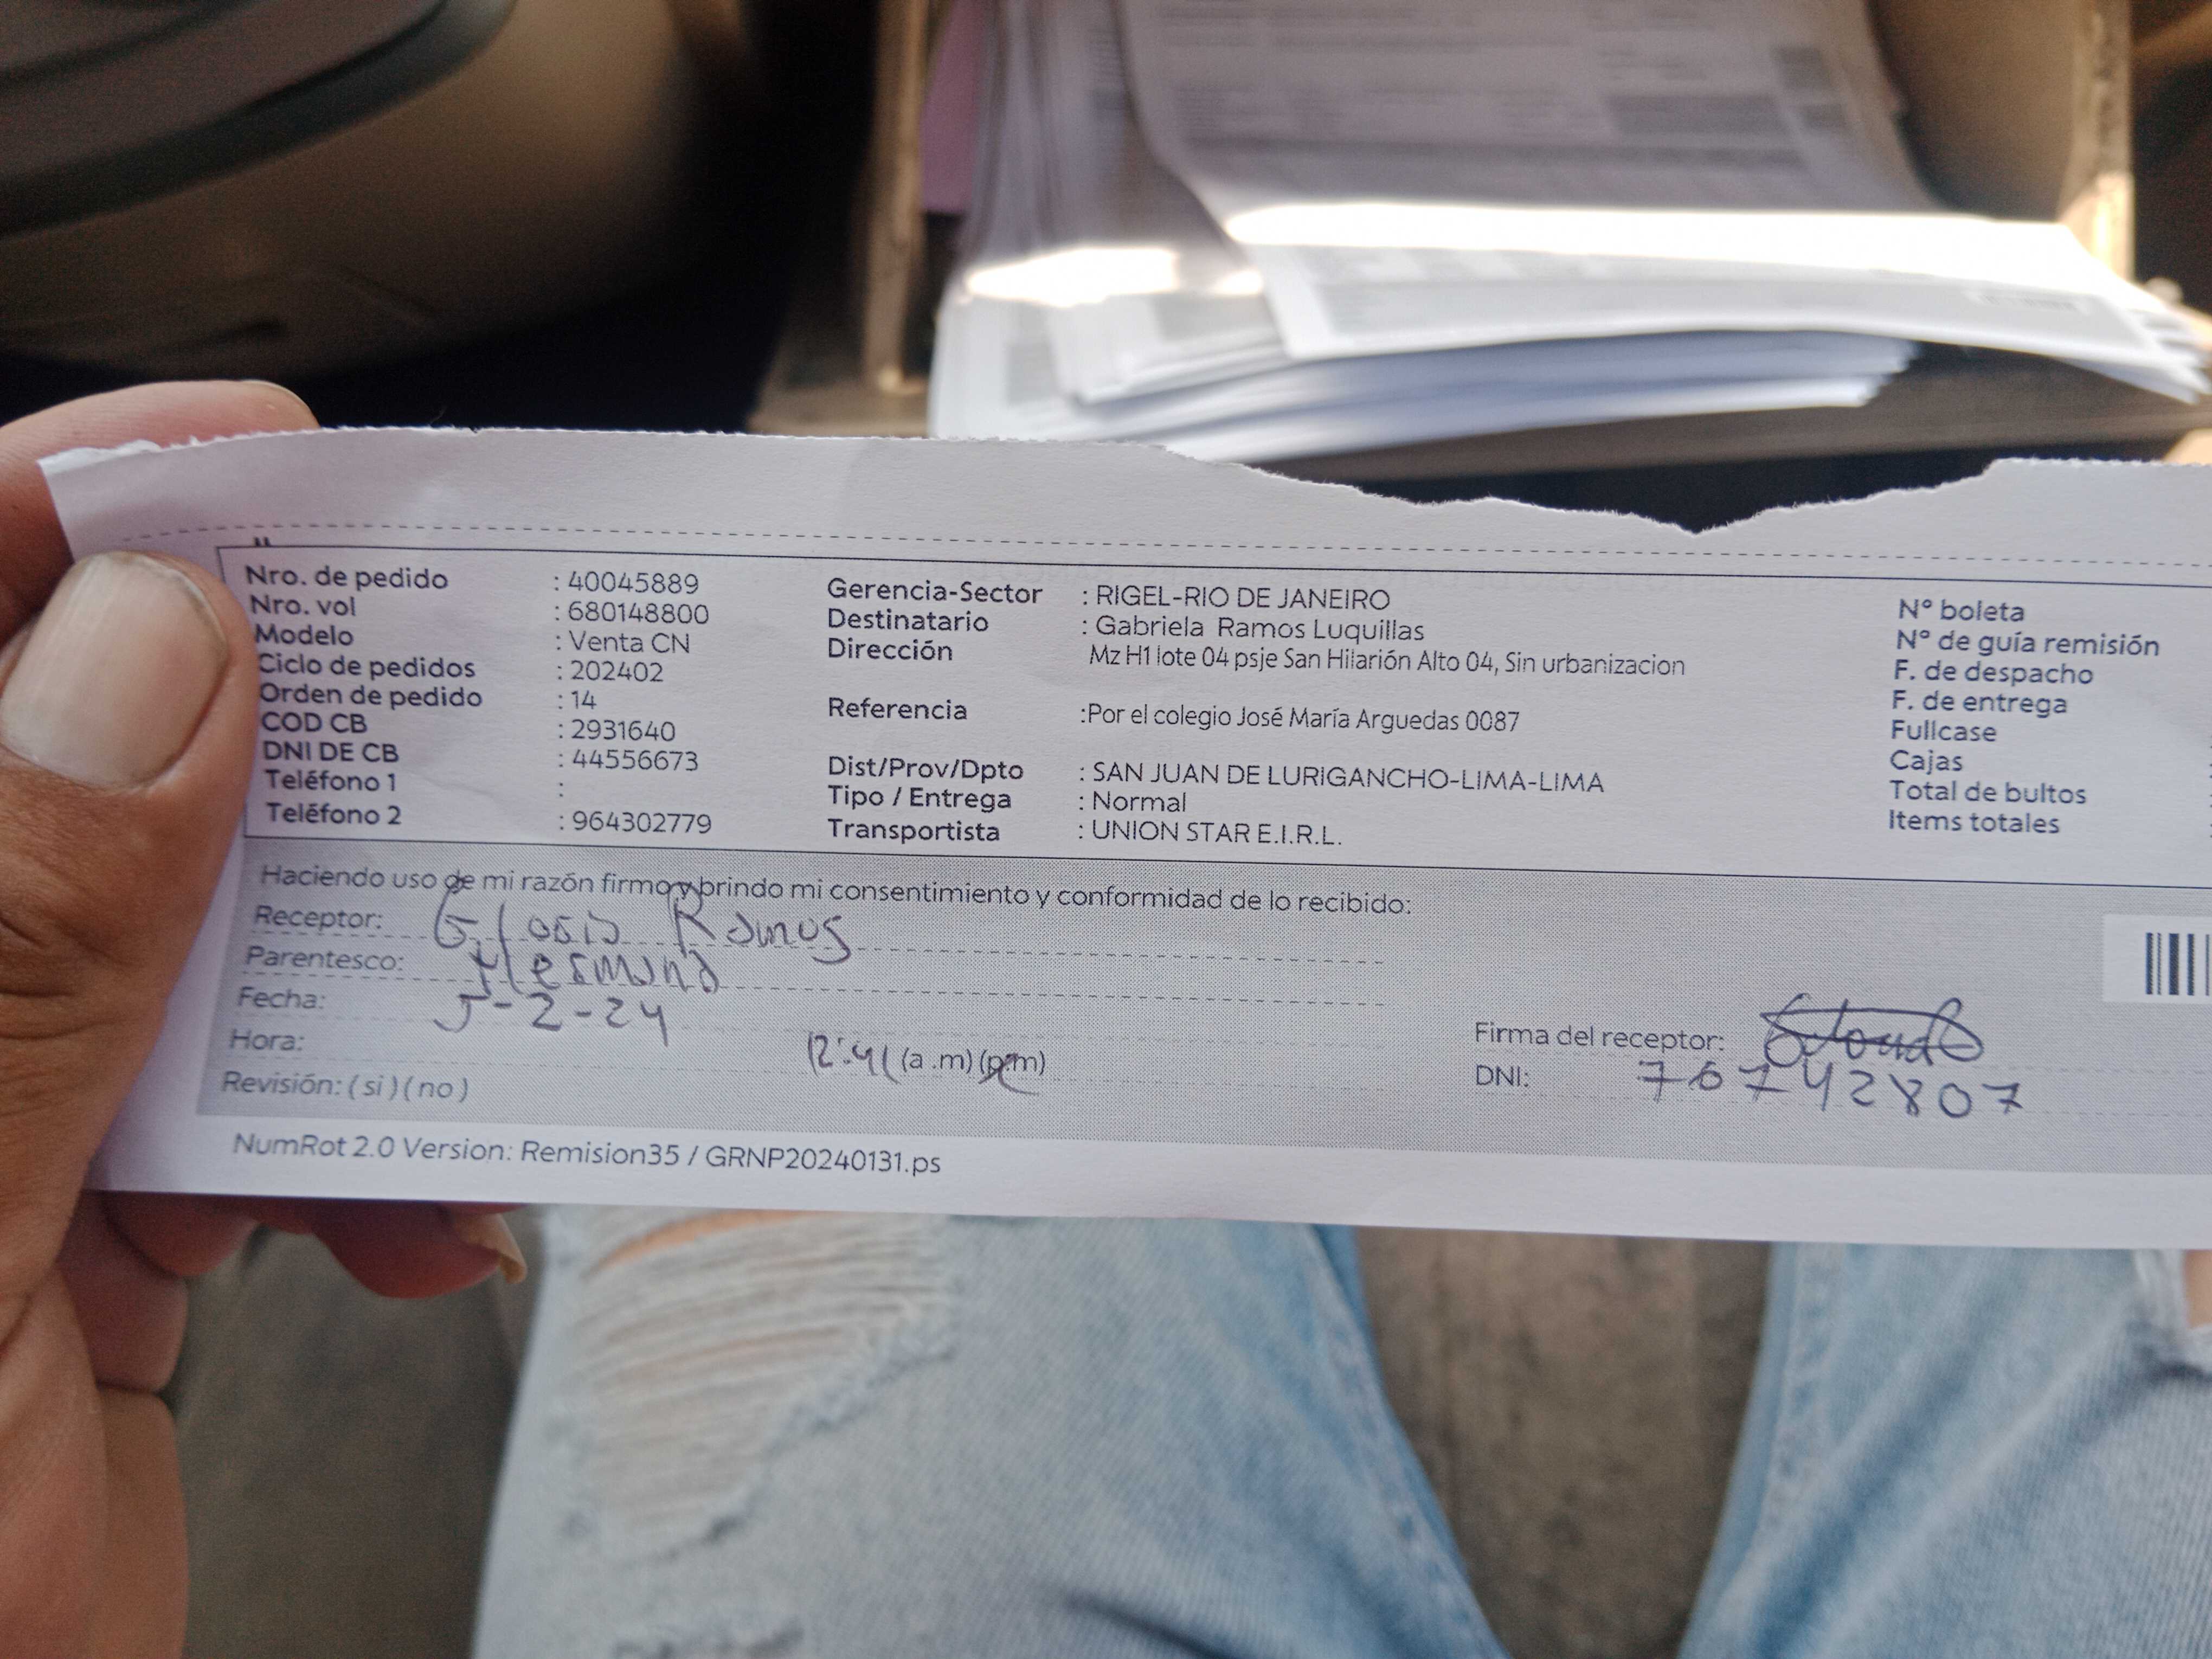 Nro. de pedido : 40045889
Nro. vol : 680148800
Modelo : Venta CN
Ciclo de pedidos : 202402
Orden de pedido : 14
COD CB : 2931640
DNI DE CB : 44556673
Teléfono 1 :
Teléfono 2 : 964302779
Gerencia-Sector : RIGEL-RIO DE JANEIRO
Destinatario : Gabriela Ramos Luquillas
Dirección Mz H1 lote 04 psje San Hilarión Alto 04, Sin urbanizacion
Referencia :Por el colegio José María Arguedas 0087
Dist/Prov/Dpto : SAN JUAN DE LURIGANCHO-LIMA-LIMA
Tipo / Entrega : Normal
Transportista : UNION STAR E.I.R.L.
N° boleta
N° de guía remisión
F. de despacho
F. de entrega
Fullcase
Cajas
Total de bultos
Items totales
Haciendo uso de mi razón firmo y brindo mi consentimiento y conformidad de lo recibido:
Receptor: Gloria Ramos
Parentesco: Hermana
Fecha: 5-2-24
Hora: 12:41 (a .m) (p.m)
Revisión: ( si ) ( no )
Firma del receptor:
DNI: 76742807
NumRot 2.0 Version: Remision35 / GRNP20240131.ps